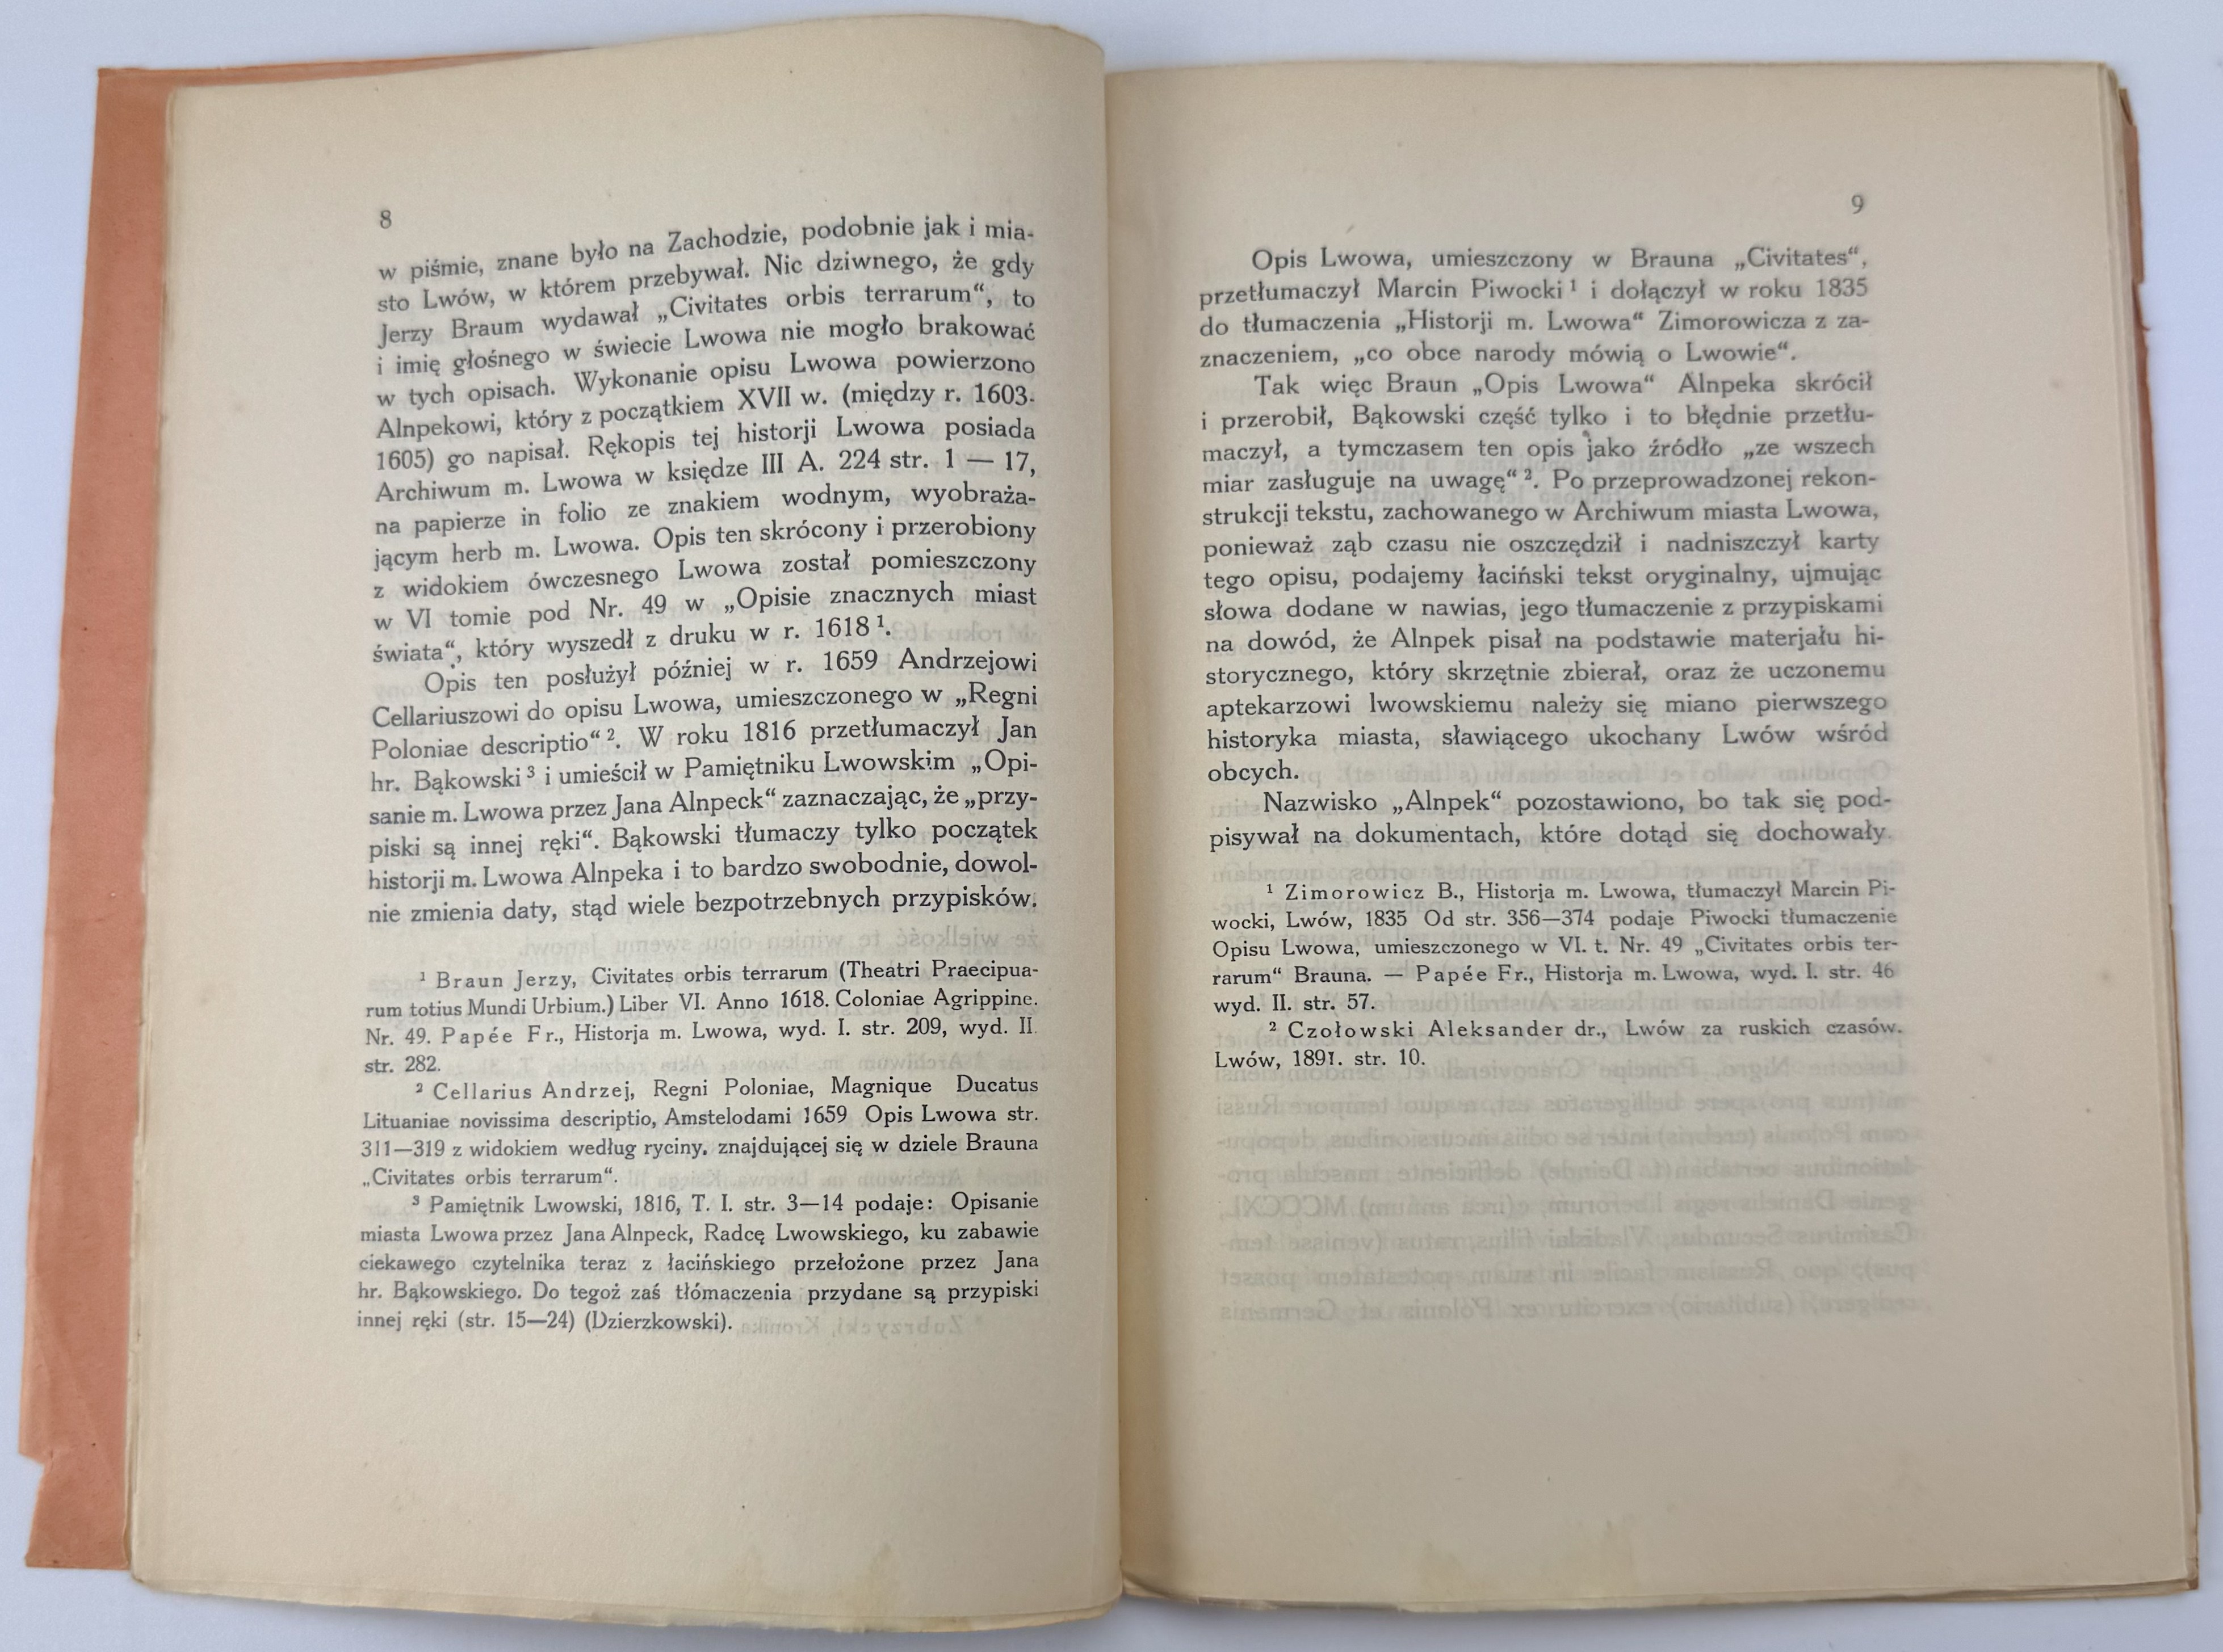 8
w piśmie, znane było na Zachodzie, podobnie jak i mia-
sto Lwów, w którem przebywał. Nic dziwnego, że gdy
Jerzy Braum wydawał „Civitates orbis terrarum“, to
i imię głośnego w świecie Lwowa nie mogło brakować
w tych opisach. Wykonanie opisu Lwowa powierzono
Alnpekowi, który z początkiem XVII w. (między r. 1603-
1605) go napisał. Rękopis tej historji Lwowa posiada
Archiwum m. Lwowa w księdze III A. 224 str. 1 — 17,
na papierze in folio ze znakiem wodnym, wyobraża-
jącym herb m. Lwowa. Opis ten skrócony i przerobiony
z widokiem ówczesnego Lwowa został pomieszczony
w VI tomie pod Nr. 49 w „Opisie znacznych miast
świata“, który wyszedł z druku w r. 1618 ¹.
Opis ten posłużył później w r. 1659 Andrzejowi
Cellariuszowi do opisu Lwowa, umieszczonego w „Regni
Poloniae descriptio“ ². W roku 1816 przetłumaczył Jan
hr. Bąkowski ³ i umieścił w Pamiętniku Lwowskim „Opi-
sanie m. Lwowa przez Jana Alnpeck“ zaznaczając, że „przy-
piski są innej ręki“. Bąkowski tłumaczy tylko początek
historji m. Lwowa Alnpeka i to bardzo swobodnie, dowol-
nie zmienia daty, stąd wiele bezpotrzebnych przypisków.
¹ Braun Jerzy, Civitates orbis terrarum (Theatri Praecipua-
rum totius Mundi Urbium.) Liber VI. Anno 1618. Coloniae Agrippine.
Nr. 49. Papée Fr., Historja m. Lwowa, wyd. I. str. 209, wyd. II.
str. 282.
² Cellarius Andrzej, Regni Poloniae, Magnique Ducatus
Lituaniae novissima descriptio, Amstelodami 1659 Opis Lwowa str.
311—319 z widokiem według ryciny, znajdującej się w dziele Brauna
„Civitates orbis terrarum“.
³ Pamiętnik Lwowski, 1816, T. I. str. 3—14 podaje: Opisanie
miasta Lwowa przez Jana Alnpeck, Radcę Lwowskiego, ku zabawie
ciekawego czytelnika teraz z łacińskiego przełożone przez Jana
hr. Bąkowskiego. Do tegoż zaś tłómaczenia przydane są przypiski
innej ręki (str. 15—24) (Dzierzkowski).
9
Opis Lwowa, umieszczony w Brauna „Civitates“,
przetłumaczył Marcin Piwocki ¹ i dołączył w roku 1835
do tłumaczenia „Historji m. Lwowa“ Zimorowicza z za-
znaczeniem, „co obce narody mówią o Lwowie“.
Tak więc Braun „Opis Lwowa“ Alnpeka skrócił
i przerobił, Bąkowski część tylko i to błędnie przetłu-
maczył, a tymczasem ten opis jako źródło „ze wszech
miar zasługuje na uwagę“ ². Po przeprowadzonej rekon-
strukcji tekstu, zachowanego w Archiwum miasta Lwowa,
ponieważ ząb czasu nie oszczędził i nadniszczył karty
tego opisu, podajemy łaciński tekst oryginalny, ujmując
słowa dodane w nawias, jego tłumaczenie z przypiskami
na dowód, że Alnpek pisał na podstawie materjału hi-
storycznego, który skrzętnie zbierał, oraz że uczonemu
aptekarzowi lwowskiemu należy się miano pierwszego
historyka miasta, sławiącego ukochany Lwów wśród
obcych.
Nazwisko „Alnpek“ pozostawiono, bo tak się pod-
pisywał na dokumentach, które dotąd się dochowały.
¹ Zimorowicz B., Historja m. Lwowa, tłumaczył Marcin Pi-
wocki, Lwów, 1835 Od str. 356—374 podaje Piwocki tłumaczenie
Opisu Lwowa, umieszczonego w VI. t. Nr. 49 „Civitates orbis ter-
rarum“ Brauna. — Papée Fr., Historja m. Lwowa, wyd. I. str. 46
wyd. II. str. 57.
² Czołowski Aleksander dr., Lwów za ruskich czasów.
Lwów, 1891. str. 10.